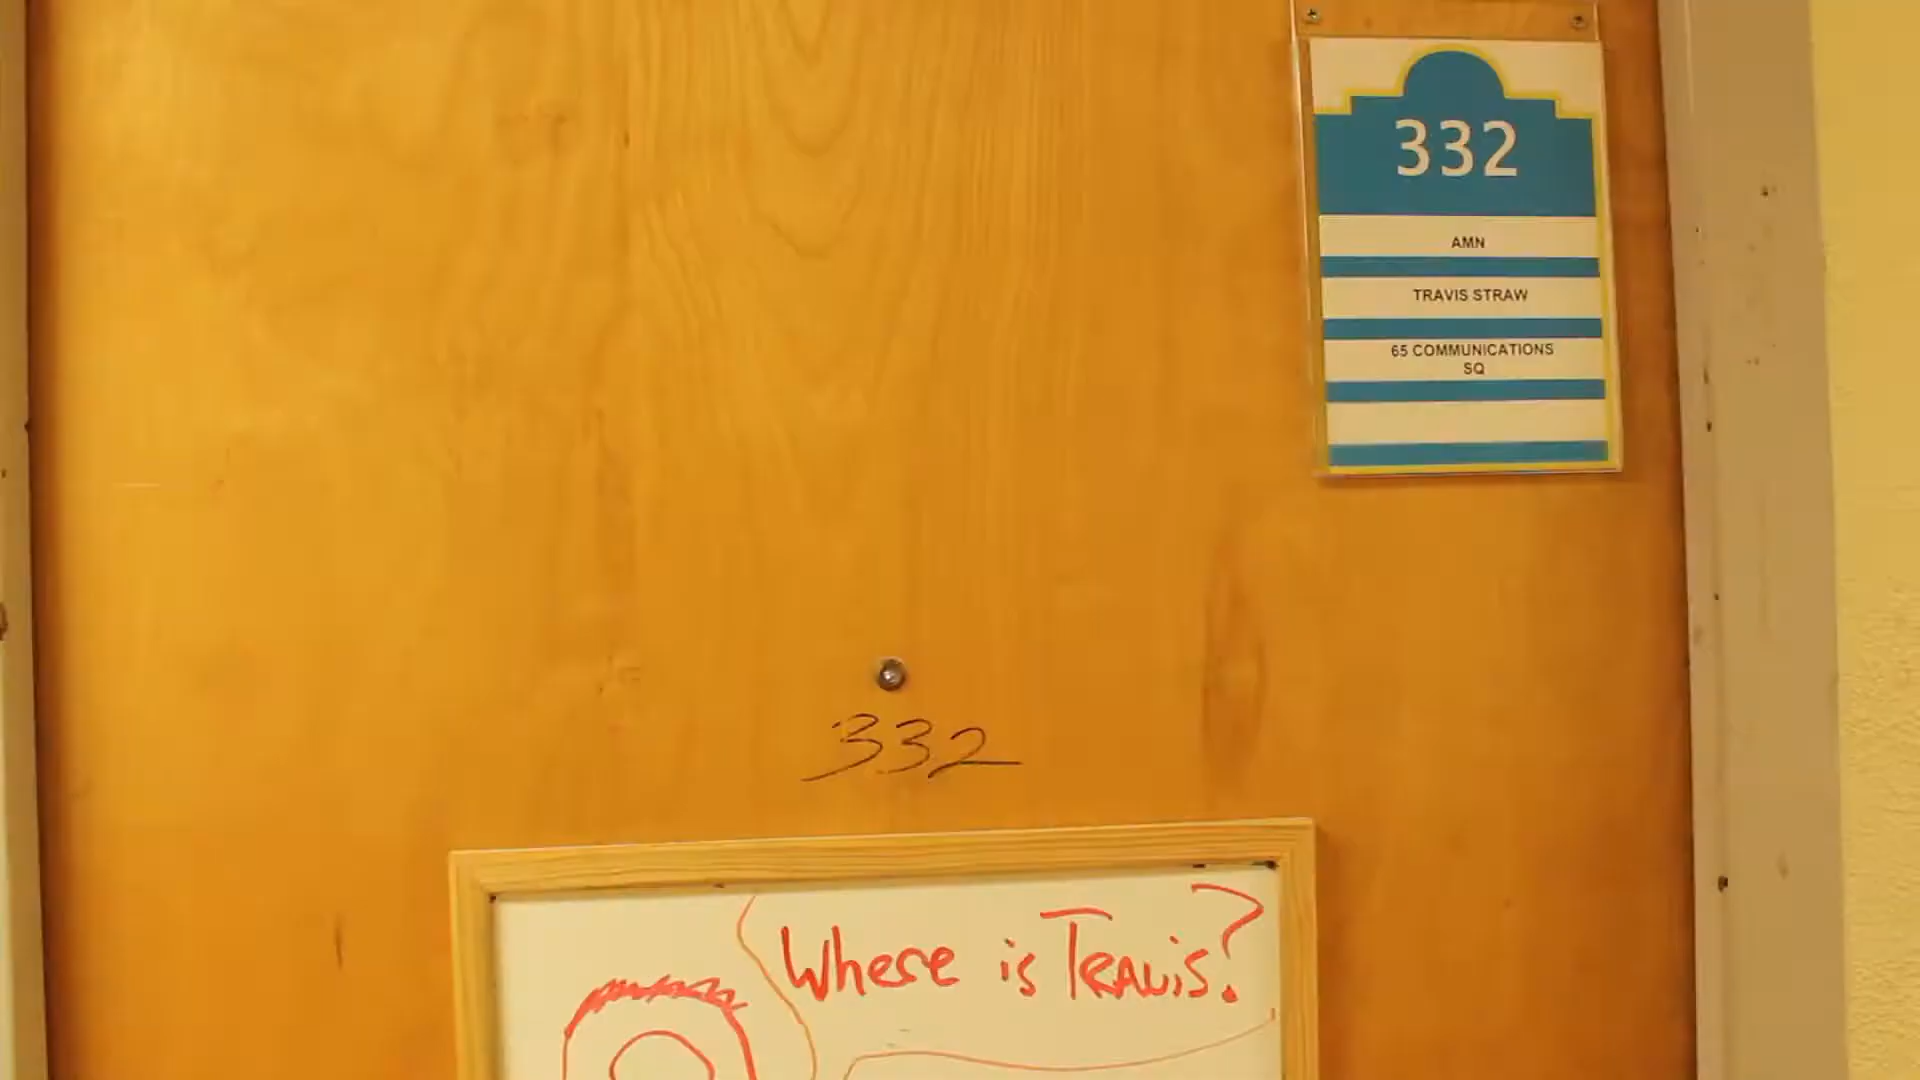 332
AMN
TRAVIS STRAW
65 COMMUNICATIONS
SQ
332
Where is Travis?